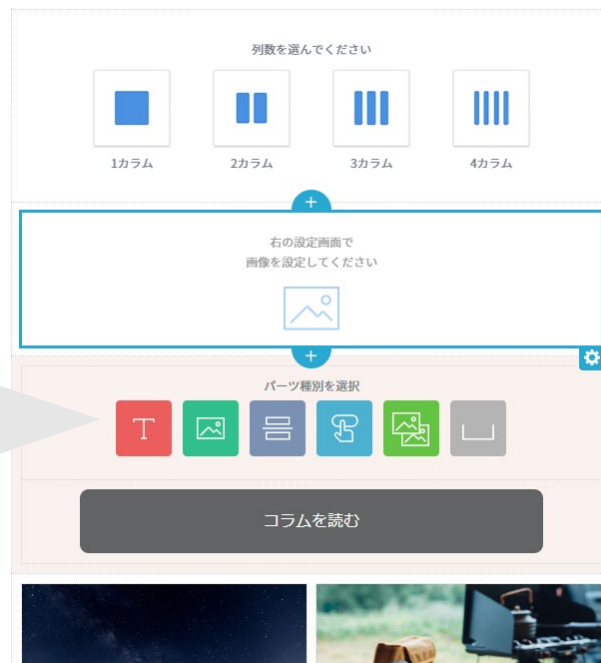 列数を選んでください
1カラム
2カラム
3カラム
4カラム
右の設定画面で
画像を設定してください
パーツ種別を選択
T
コラムを読む